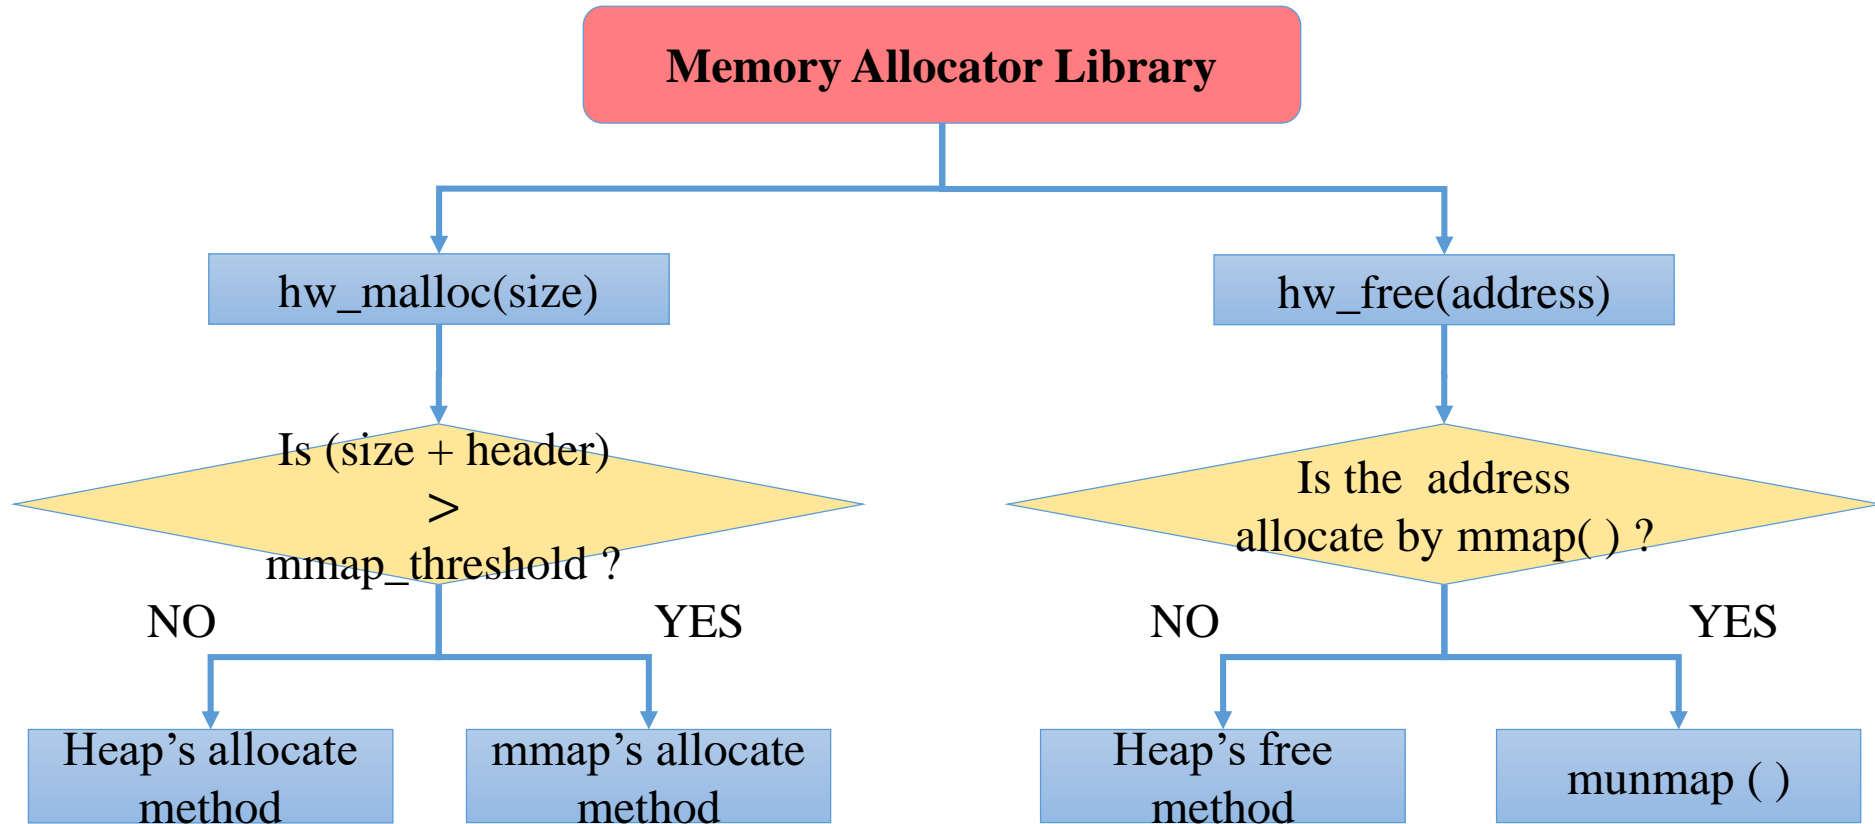 Memory Allocator Library
hw_malloc(size)
hw_free(address)
Is (size + header)
>
mmap_threshold ?
Is the  address
allocate by mmap( ) ?
NO
YES
NO
YES
Heap’s allocate
method
mmap’s allocate
method
Heap’s free
method
munmap ( )